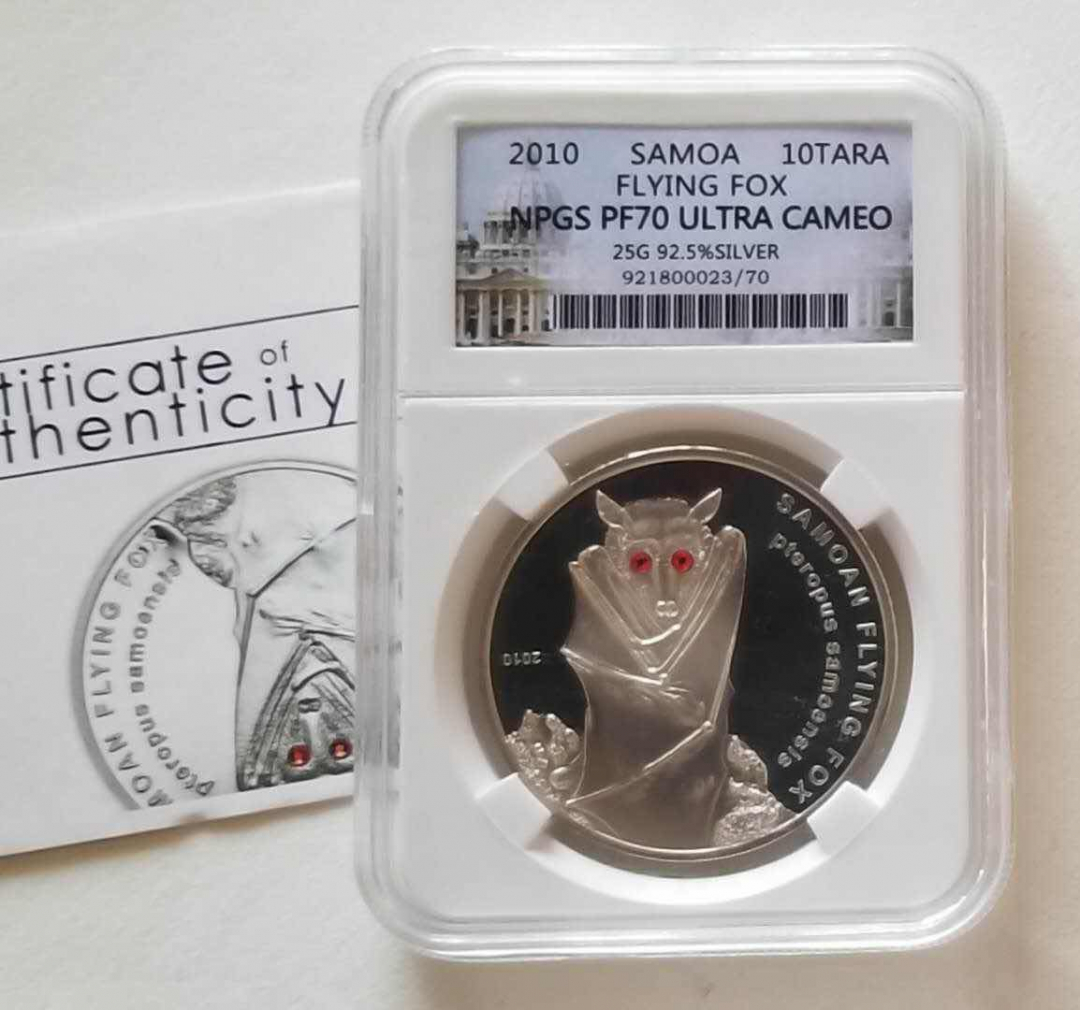 2010 SAMOA 10TARA
FLYING FOX
NPGS PF70 ULTRA CAMEO
25G 92.5%SILVER
921800023/70
tificate of
thenticity
MOAN FLYING FOX
pteropus samoensis
SAMOAN FLYING FOX
pteropus samoensis
2010